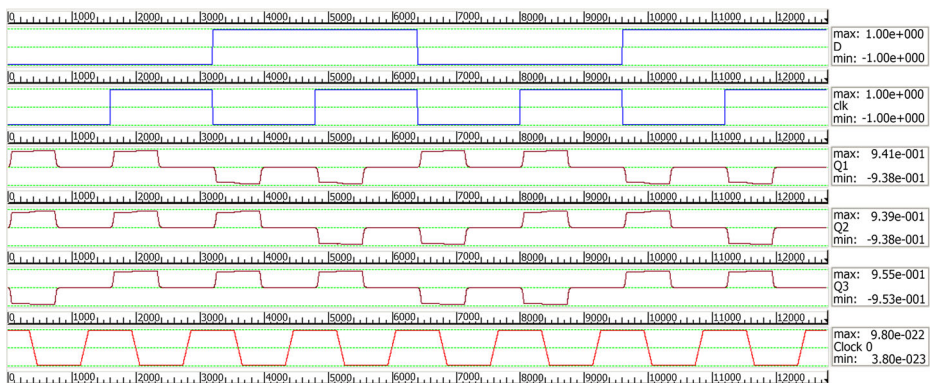 0 1000 2000 3000 4000 5000 6000 7000 8000 9000 10000 11000 12000
max: 1.00e+000
D
min: -1.00e+000
0 1000 2000 3000 4000 5000 6000 7000 8000 9000 10000 11000 12000
max: 1.00e+000
clk
min: -1.00e+000
0 1000 2000 3000 4000 5000 6000 7000 8000 9000 10000 11000 12000
max: 9.41e-001
Q1
min: -9.38e-001
0 1000 2000 3000 4000 5000 6000 7000 8000 9000 10000 11000 12000
max: 9.39e-001
Q2
min: -9.38e-001
0 1000 2000 3000 4000 5000 6000 7000 8000 9000 10000 11000 12000
max: 9.55e-001
Q3
min: -9.53e-001
0 1000 2000 3000 4000 5000 6000 7000 8000 9000 10000 11000 12000
max: 9.80e-022
Clock 0
min: 3.80e-023
0 1000 2000 3000 4000 5000 6000 7000 8000 9000 10000 11000 12000